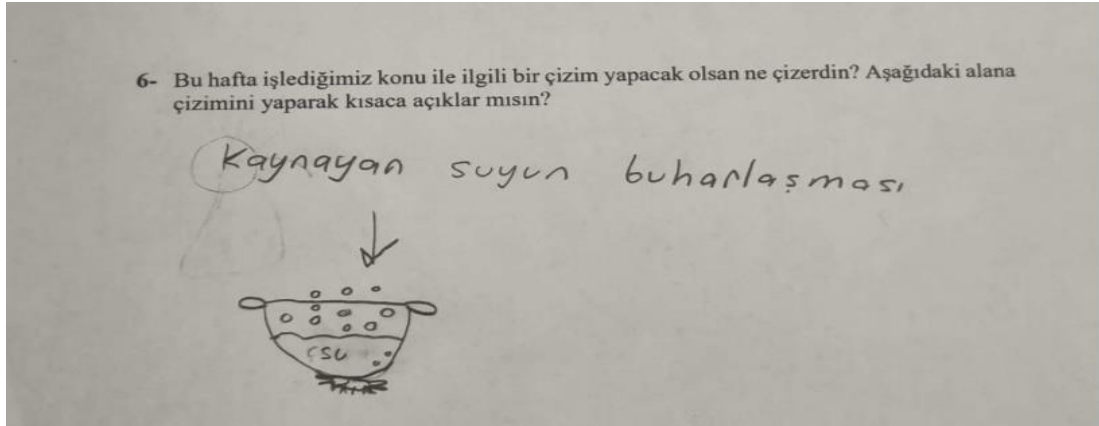 6- Bu hafta işlediğimiz konu ile ilgili bir çizim yapacak olsan ne çizerdin? Aşağıdaki alana
çizimini yaparak kısaca açıklar mısın?
Kaynayan suyun buharlaşması
su